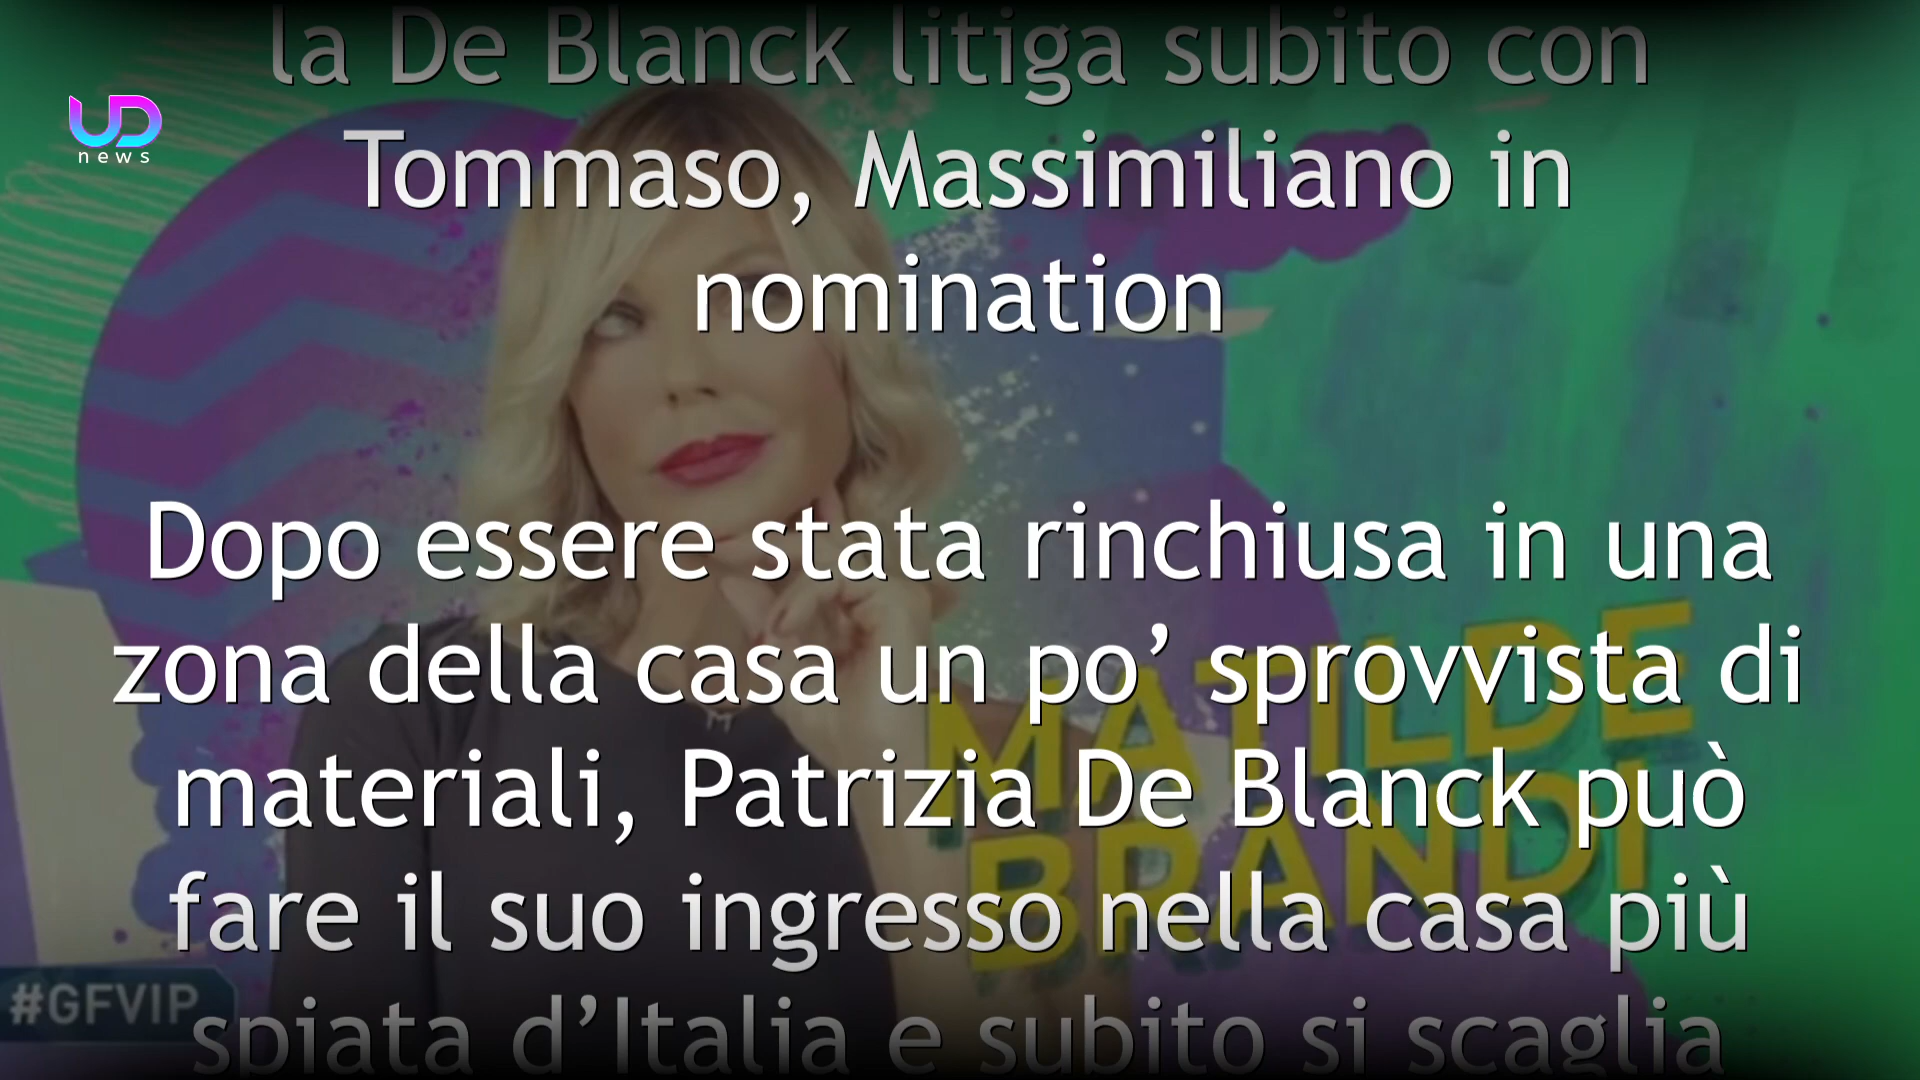 la De Blanck litiga subito con
UD
news
Tommaso, Massimiliano in
nomination
Dopo essere stata rinchiusa in una
zona della casa un po’ sprovvista di
MATILDE
materiali, Patrizia De Blanck può
BRANDI
fare il suo ingresso nella casa più
#GFVIP
spiata d’Italia e subito si scaglia